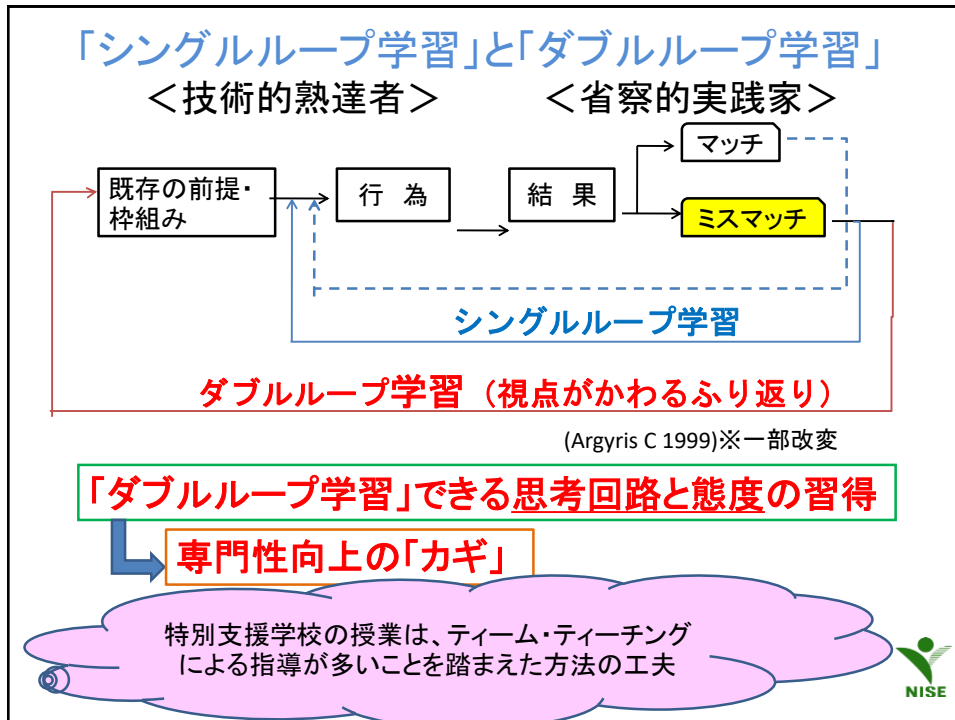 「シングルループ学習」と「ダブルループ学習」
＜技術的熟達者＞　＜省察的実践家＞
マッチ
既存の前提・
枠組み
行　為
結　果
ミスマッチ
シングルループ学習
ダブルループ学習（視点がかわるふり返り）
(Argyris C 1999)※一部改変
「ダブルループ学習」できる思考回路と態度の習得
専門性向上の「カギ」
特別支援学校の授業は、ティーム・ティーチング
による指導が多いことを踏まえた方法の工夫
NISE